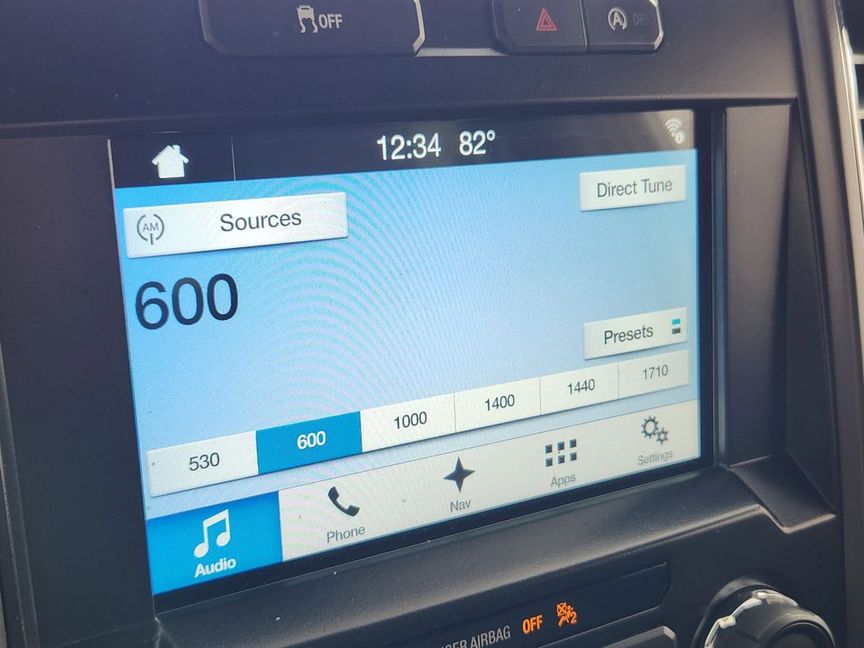 OFF
OFF
12:34 82°
AM Sources
Direct Tune
600
Presets
530 600 1000 1400 1440 1710
Audio Phone Nav Apps Settings
AIRBAG OFF 2